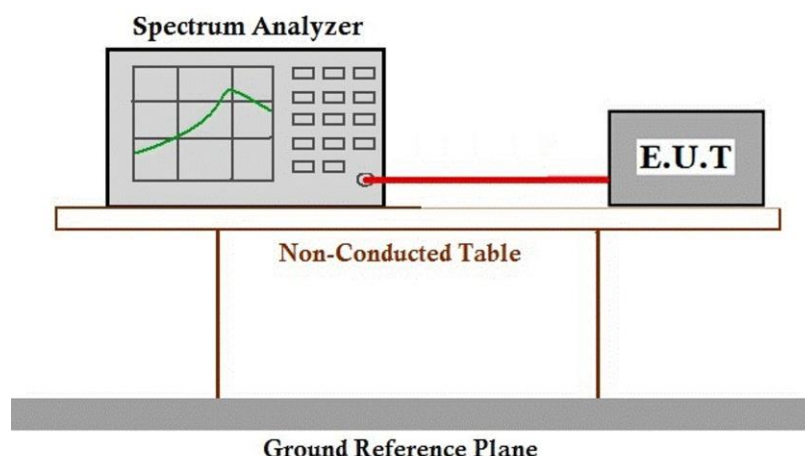 Spectrum Analyzer
E.U.T
Non-Conducted Table
Ground Reference Plane